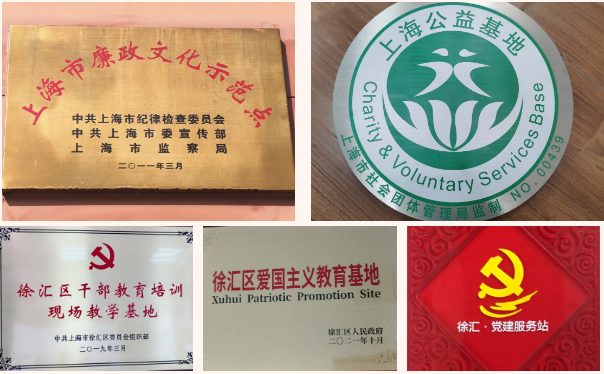 上海市廉政文化示范点
中共上海市纪律检查委员会
中共上海市委宣传部
上海市监察局
二〇一一年三月
上海公益基地
Charity & Voluntary Services Base
上海市社会团体管理局监制 NO.00439
徐汇区干部教育培训
现场教学基地
中共上海市徐汇区委员会组织部
二〇一九年三月
徐汇区爱国主义教育基地
Xuhui Patriotic Promotion Site
徐汇区人民政府
二〇二一年十月
徐汇·党建服务站